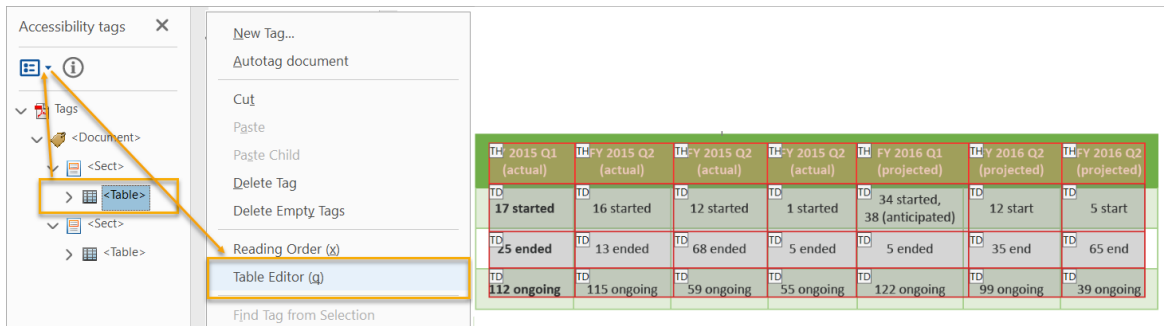 Accessibility tags
Tags
<Document>
<Sect>
<Table>
<Sect>
<Table>
New Tag...
Autotag document
Cut
Paste
Paste Child
Delete Tag
Delete Empty Tags
Reading Order (x)
Table Editor (q)
Find Tag from Selection
TH Y 2015 Q1 TH FY 2015 Q2 TH FY 2015 Q2 TH FY 2015 Q2 TH FY 2016 Q1 TH Y 2016 Q2 TH FY 2016 Q2
(actual) (actual) (actual) (actual) (projected) (projected) (projected)
TD TD TD TD TD TD TD
17 started 16 started 12 started 1 started 34 started, 12 start 5 start
38 (anticipated)
TD TD TD TD TD TD TD
25 ended 13 ended 68 ended 5 ended 5 ended 35 end 65 end
TD TD TD TD TD TD TD
112 ongoing 115 ongoing 59 ongoing 55 ongoing 122 ongoing 99 ongoing 39 ongoing